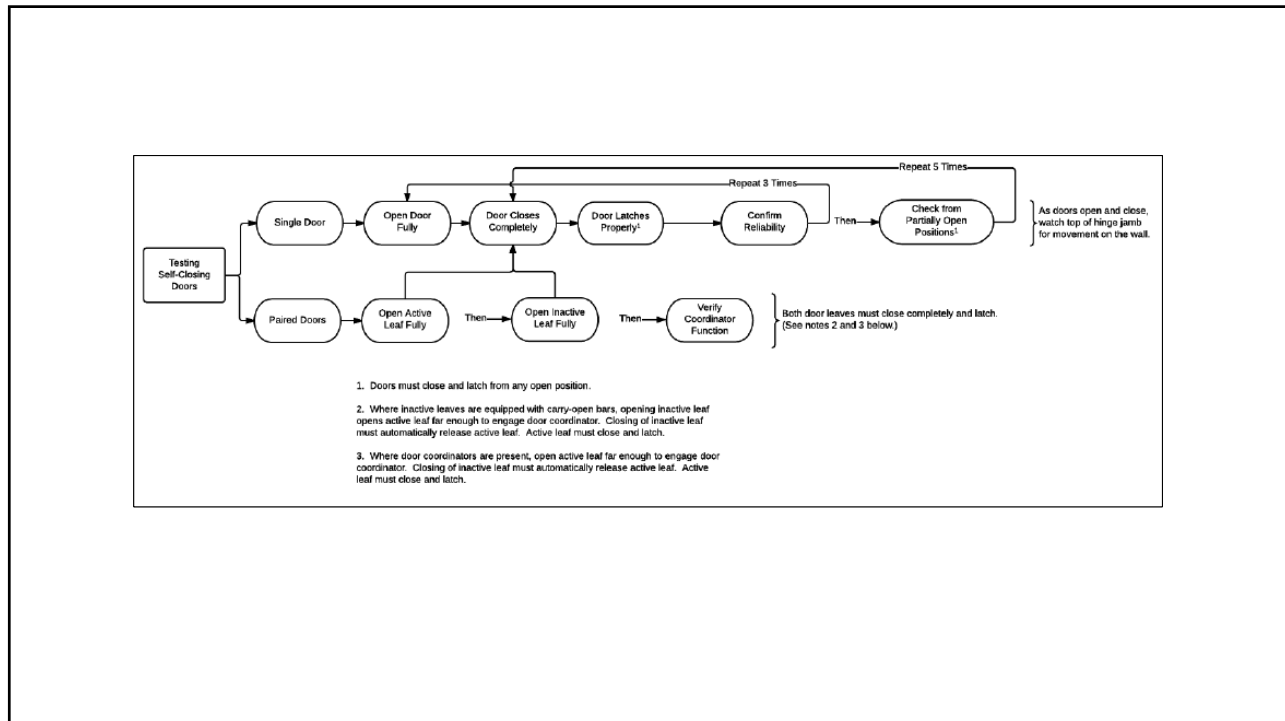 Repeat 5 Times
Repeat 3 Times
Single Door
Open Door
Fully
Door Closes
Completely
Door Latches
Properly¹
Confirm
Reliability
Then
Check from
Partially Open
Positions¹
As doors open and close,
watch top of hinge jamb
for movement on the wall.
Testing
Self-Closing
Doors
Paired Doors
Open Active
Leaf Fully
Then
Open Inactive
Leaf Fully
Then
Verify
Coordinator
Function
Both door leaves must close completely and latch.
(See notes 2 and 3 below.)
1. Doors must close and latch from any open position.
2. Where inactive leaves are equipped with carry-open bars, opening inactive leaf
opens active leaf far enough to engage door coordinator. Closing of inactive leaf
must automatically release active leaf. Active leaf must close and latch.
3. Where door coordinators are present, open active leaf far enough to engage door
coordinator. Closing of inactive leaf must automatically release active leaf. Active
leaf must close and latch.